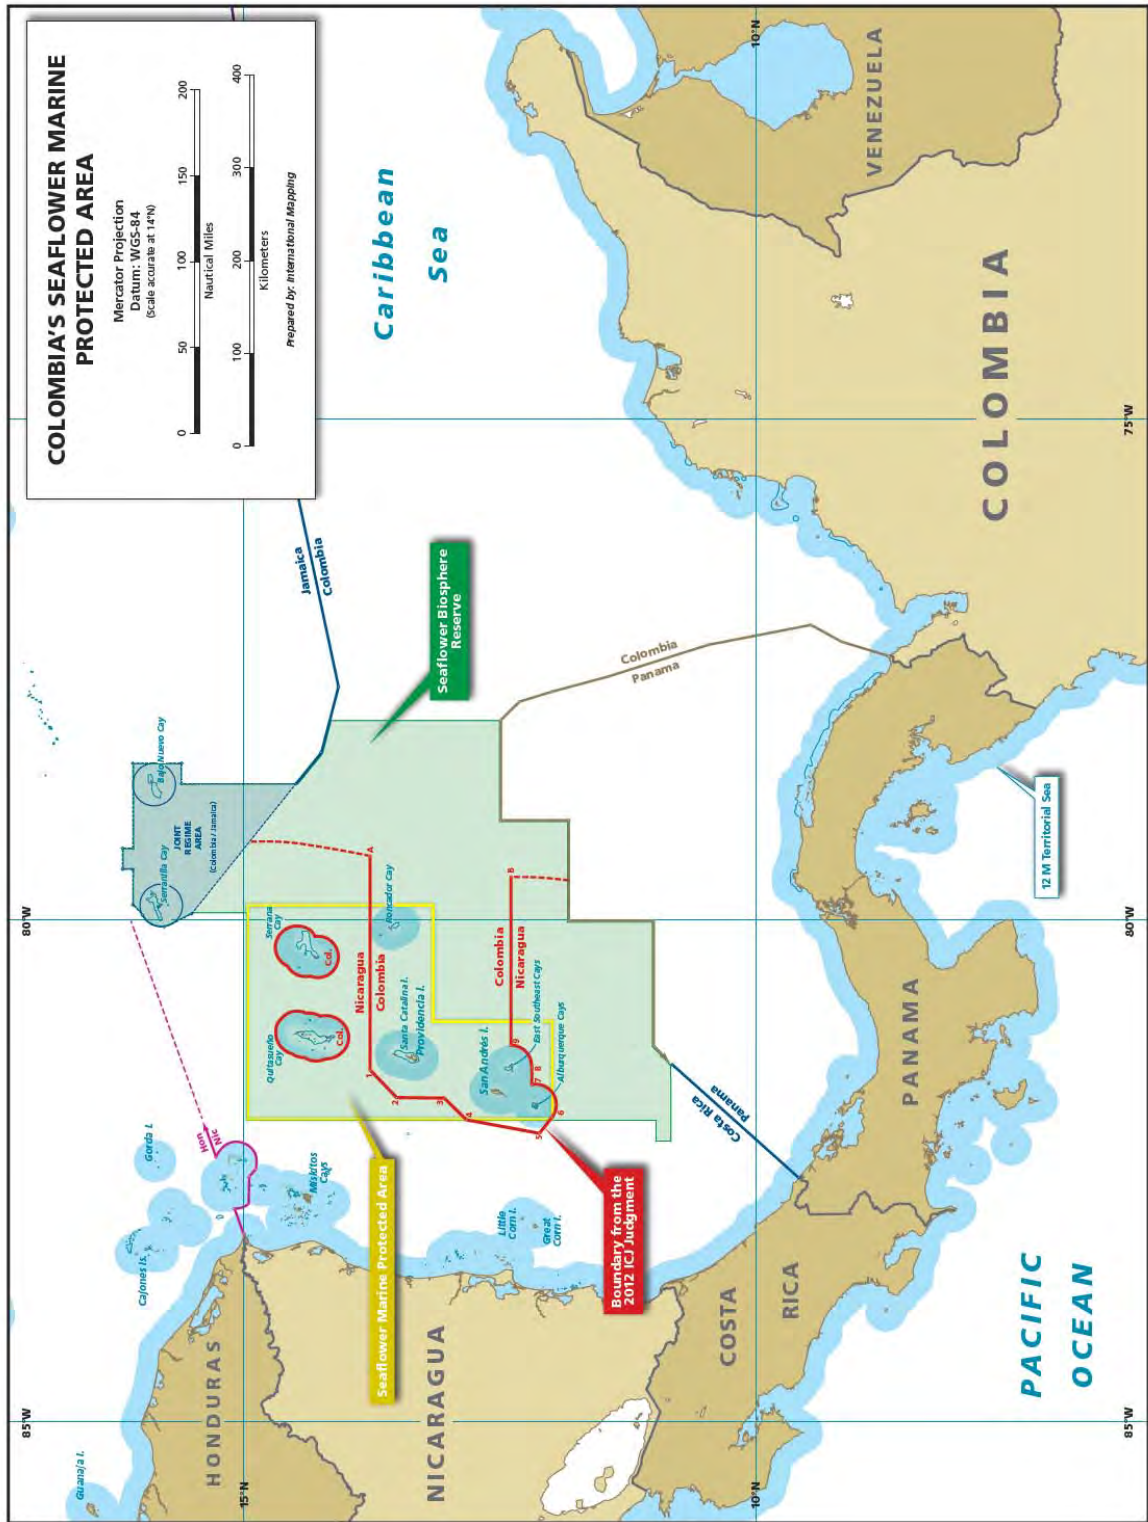 COLOMBIA'S SEAFLOWER MARINE
PROTECTED AREA
Mercator Projection
Datum: WGS-84
(Scale accurate at 14°N)
0 50 100 150 200
Nautical Miles
0 100 200 300 400
Kilometers
Prepared by: International Mapping
85°W
80°W
Guanaja I.
Cajones Is.
Gorda I.
Hon
Nic
Serranilla Cay
Bajo Nuevo Cay
JOINT
REGIME
AREA
(Colombia / Jamaica)
Jamaica
Colombia
Caribbean
Sea
15°N
HONDURAS
Miskitos
Cays
Quitasueño
Cay
Col.
Serrana
Cay
Col.
Nicaragua
Colombia
A
1
2
3
4
5
6
7
8
9
B
Santa Catalina I.
Providencia I.
Roncador Cay
Seaflower Biosphere
Reserve
Seaflower Marine Protected Area
NICARAGUA
Little
Corn I.
Great
Corn I.
San Andrés I.
Colombia
Nicaragua
East Southeast Cays
Alburquerque Cays
Boundary from the
2012 ICJ Judgment
Colombia
Panama
Costa Rica
Panama
10°N
10°N
COSTA
RICA
PANAMA
COLOMBIA
VENEZUELA
12 M Territorial Sea
PACIFIC
OCEAN
85°W
80°W
75°W